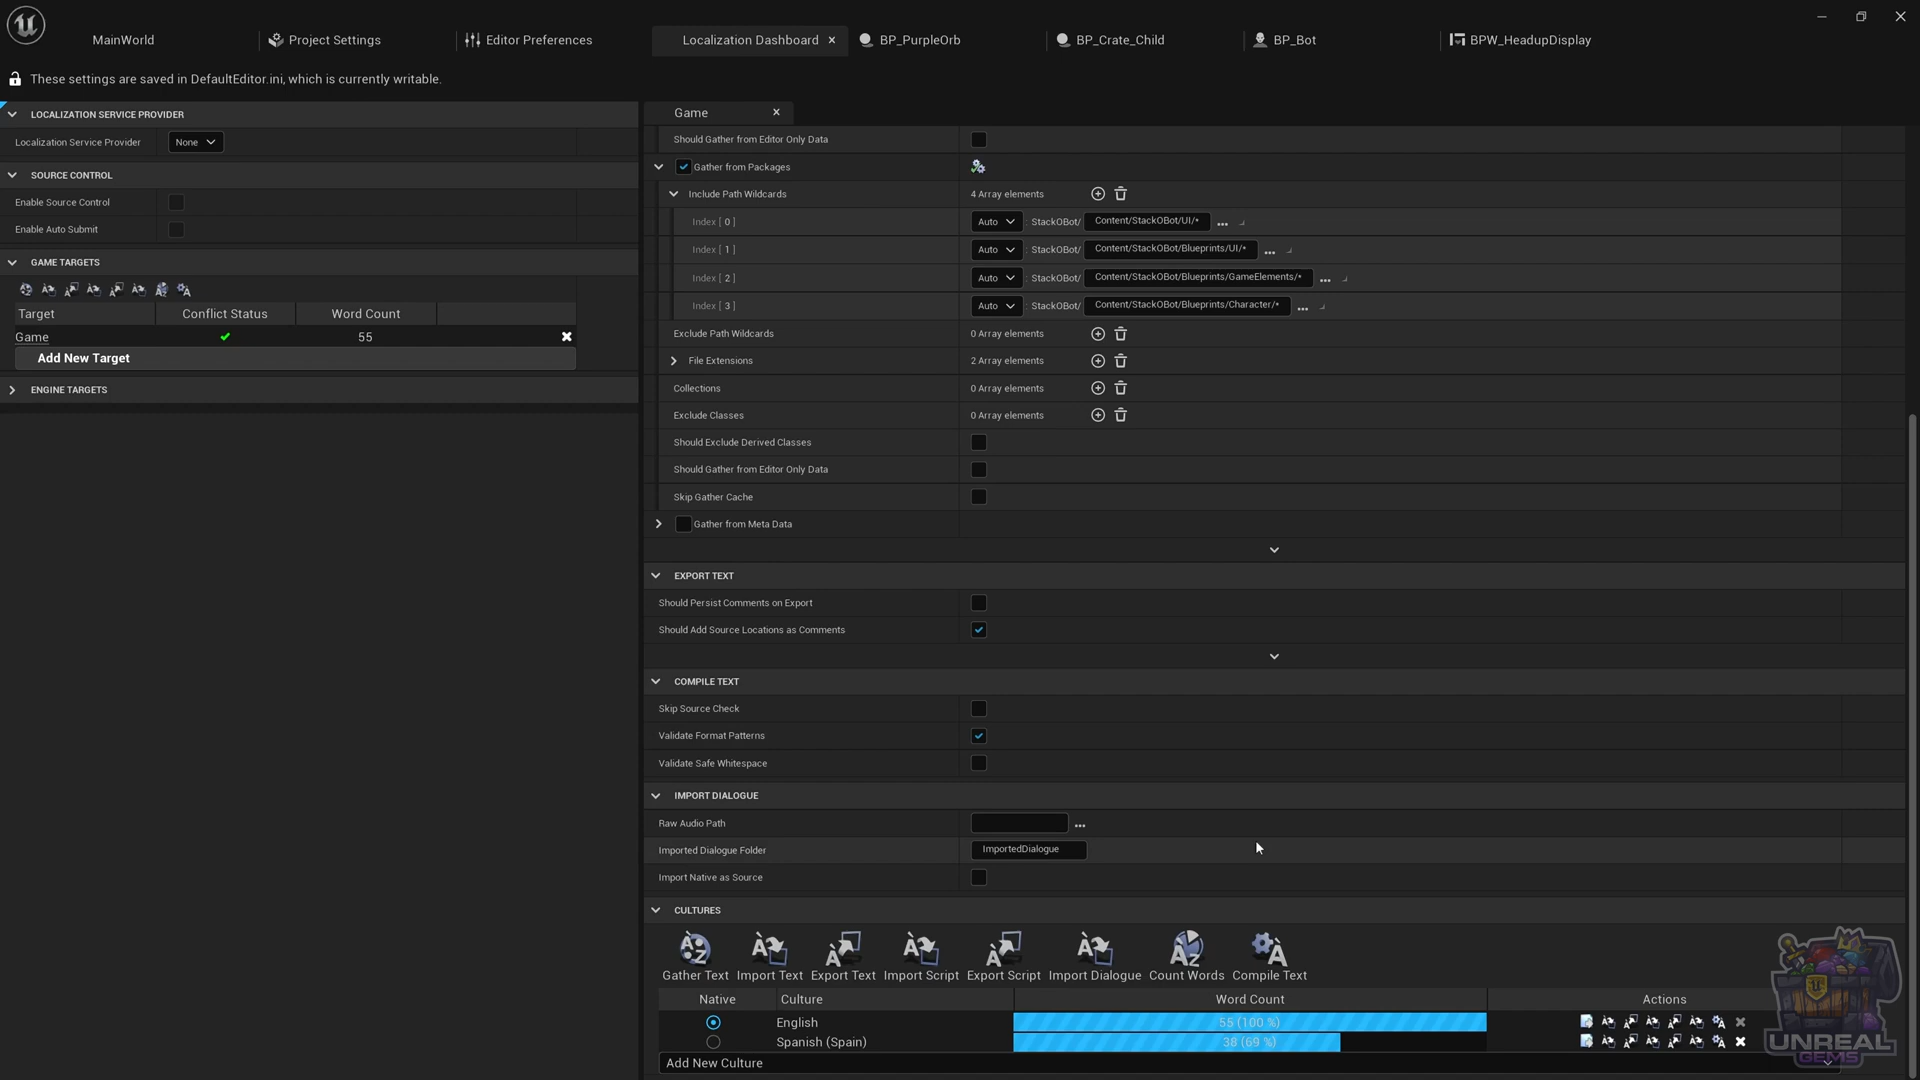 MainWorld
Project Settings
Editor Preferences
Localization Dashboard
BP_PurpleOrb
BP_Crate_Child
BP_Bot
BPW_HeadupDisplay
These settings are saved in DefaultEditor.ini, which is currently writable.
LOCALIZATION SERVICE PROVIDER
Localization Service Provider
None
SOURCE CONTROL
Enable Source Control
Enable Auto Submit
GAME TARGETS
Target Conflict Status Word Count
Game 55
Add New Target
ENGINE TARGETS
Game
Should Gather from Editor Only Data
Gather from Packages
Include Path Wildcards 4 Array elements
Index [ 0 ] Auto : StackOBot/ Content/StackOBot/UI/* ...
Index [ 1 ] Auto : StackOBot/ Content/StackOBot/Blueprints/UI/* ...
Index [ 2 ] Auto : StackOBot/ Content/StackOBot/Blueprints/GameElements/* ...
Index [ 3 ] Auto : StackOBot/ Content/StackOBot/Blueprints/Character/* ...
Exclude Path Wildcards 0 Array elements
File Extensions 2 Array elements
Collections 0 Array elements
Exclude Classes 0 Array elements
Should Exclude Derived Classes
Should Gather from Editor Only Data
Skip Gather Cache
Gather from Meta Data
EXPORT TEXT
Should Persist Comments on Export
Should Add Source Locations as Comments
COMPILE TEXT
Skip Source Check
Validate Format Patterns
Validate Safe Whitespace
IMPORT DIALOGUE
Raw Audio Path ...
Imported Dialogue Folder ImportedDialogue
Import Native as Source
CULTURES
Gather Text Import Text Export Text Import Script Export Script Import Dialogue Count Words Compile Text
Native Culture Word Count Actions
English 55 (100 %)
Spanish (Spain) 38 (69 %)
Add New Culture
UNREAL
GEMS